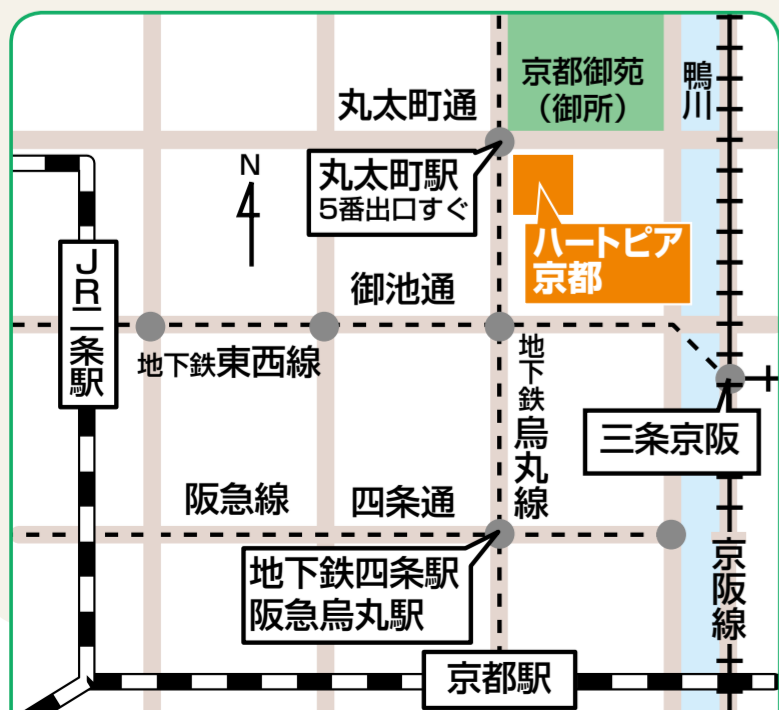 京都御苑
（御所）
鴨川
丸太町通
N
丸太町駅
5番出口すぐ
ハートピア
京都
JR二条駅
御池通
地下鉄東西線
地下鉄烏丸線
三条京阪
阪急線
四条通
地下鉄四条駅
阪急烏丸駅
京阪線
京都駅